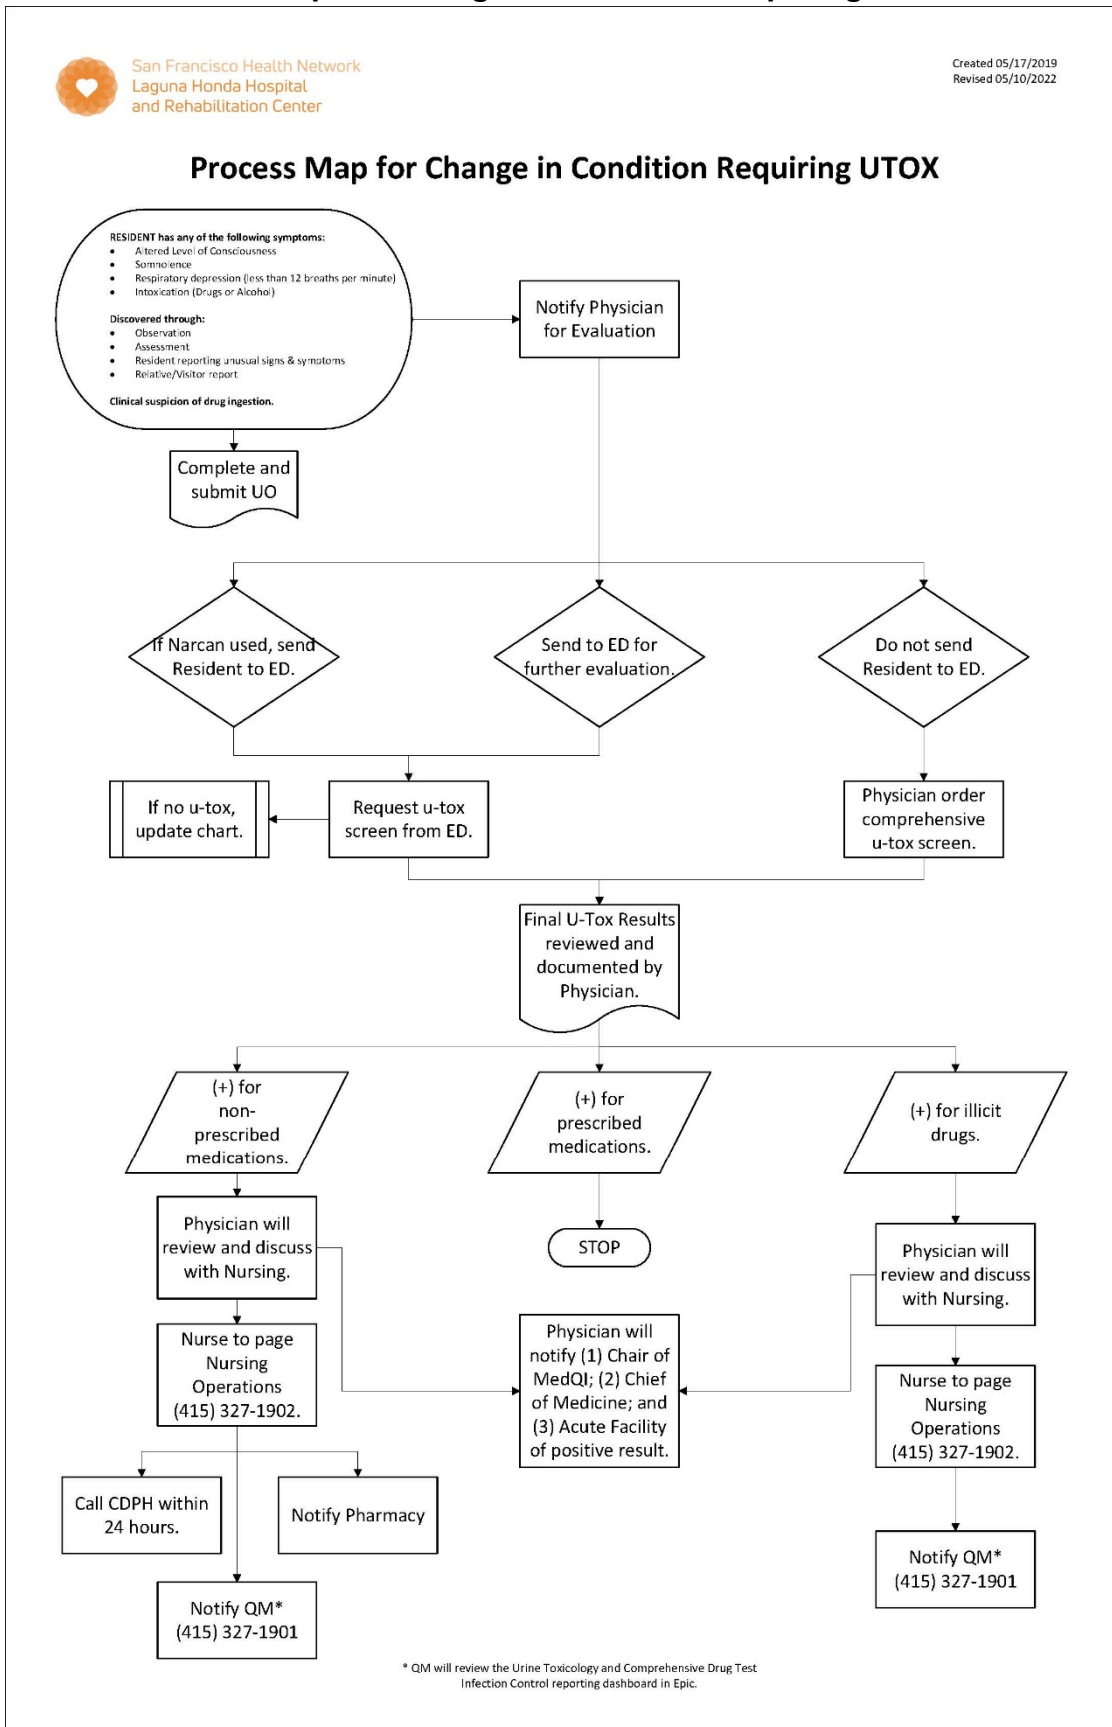 San Francisco Health Network
Laguna Honda Hospital
and Rehabilitation Center
Created 05/17/2019
Revised 05/10/2022
Process Map for Change in Condition Requiring UTOX
RESIDENT has any of the following symptoms:
• Altered Level of Consciousness
• Somnolence
• Respiratory depression (less than 12 breaths per minute)
• Intoxication (Drugs or Alcohol)
Discovered through:
• Observation
• Assessment
• Resident reporting unusual signs & symptoms
• Relative/Visitor report
Clinical suspicion of drug ingestion.
Notify Physician
for Evaluation
Complete and
submit UO
If Narcan used, send
Resident to ED.
Send to ED for
further evaluation.
Do not send
Resident to ED.
If no u-tox,
update chart.
Request u-tox
screen from ED.
Physician order
comprehensive
u-tox screen.
Final U-Tox Results
reviewed and
documented by
Physician.
(+) for
non-
prescribed
medications.
(+) for
prescribed
medications.
(+) for illicit
drugs.
Physician will
review and discuss
with Nursing.
STOP
Physician will
review and discuss
with Nursing.
Nurse to page
Nursing
Operations
(415) 327-1902.
Physician will
notify (1) Chair of
MedQI; (2) Chief
of Medicine; and
(3) Acute Facility
of positive result.
Nurse to page
Nursing
Operations
(415) 327-1902.
Call CDPH within
24 hours.
Notify Pharmacy
Notify QM*
(415) 327-1901
Notify QM*
(415) 327-1901
* QM will review the Urine Toxicology and Comprehensive Drug Test
Infection Control reporting dashboard in Epic.